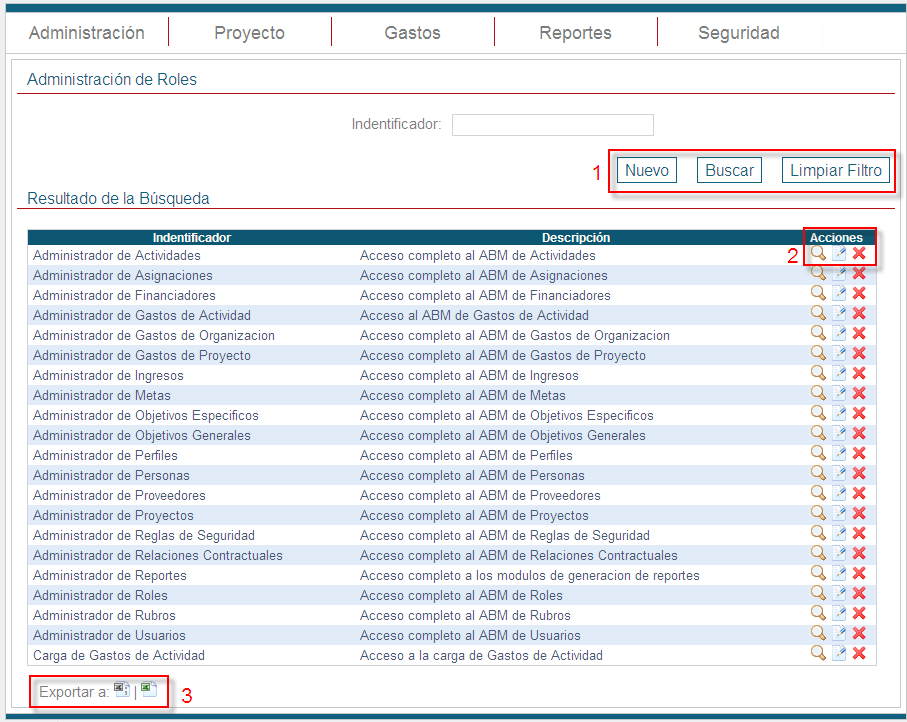 Administración Proyecto Gastos Reportes Seguridad
Administración de Roles
Indentificador:
1 Nuevo Buscar Limpiar Filtro
Resultado de la Búsqueda
Indentificador Descripción Acciones
Administrador de Actividades Acceso completo al ABM de Actividades 2
Administrador de Asignaciones Acceso completo al ABM de Asignaciones
Administrador de Financiadores Acceso completo al ABM de Financiadores
Administrador de Gastos de Actividad Acceso al ABM de Gastos de Actividad
Administrador de Gastos de Organizacion Acceso completo al ABM de Gastos de Organizacion
Administrador de Gastos de Proyecto Acceso completo al ABM de Gastos de Proyecto
Administrador de Ingresos Acceso completo al ABM de Ingresos
Administrador de Metas Acceso completo al ABM de Metas
Administrador de Objetivos Especificos Acceso completo al ABM de Objetivos Especificos
Administrador de Objetivos Generales Acceso completo al ABM de Objetivos Generales
Administrador de Perfiles Acceso completo al ABM de Perfiles
Administrador de Personas Acceso completo al ABM de Personas
Administrador de Proveedores Acceso completo al ABM de Proveedores
Administrador de Proyectos Acceso completo al ABM de Proyectos
Administrador de Reglas de Seguridad Acceso completo al ABM de Reglas de Seguridad
Administrador de Relaciones Contractuales Acceso completo al ABM de Relaciones Contractuales
Administrador de Reportes Acceso completo a los modulos de generacion de reportes
Administrador de Roles Acceso completo al ABM de Roles
Administrador de Rubros Acceso completo al ABM de Rubros
Administrador de Usuarios Acceso completo al ABM de Usuarios
Carga de Gastos de Actividad Acceso a la carga de Gastos de Actividad
Exportar a: | 3